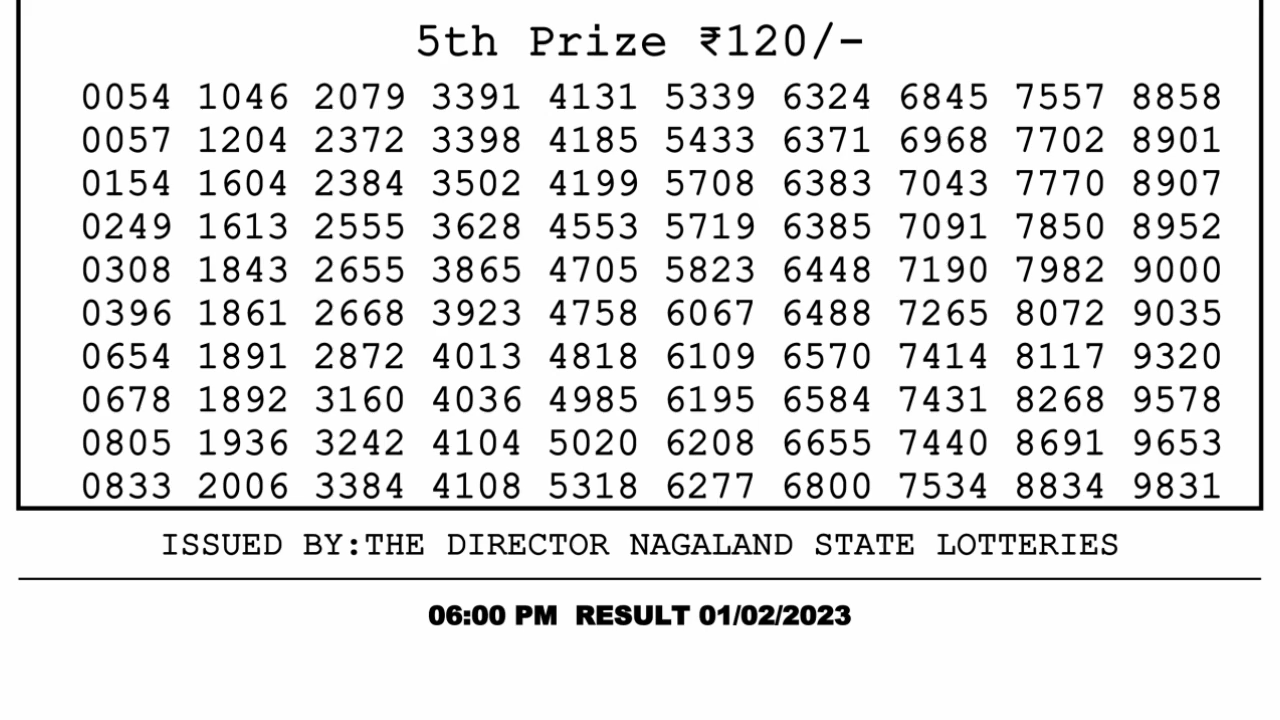 5th Prize ₹120/-
0054 1046 2079 3391 4131 5339 6324 6845 7557 8858
0057 1204 2372 3398 4185 5433 6371 6968 7702 8901
0154 1604 2384 3502 4199 5708 6383 7043 7770 8907
0249 1613 2555 3628 4553 5719 6385 7091 7850 8952
0308 1843 2655 3865 4705 5823 6448 7190 7982 9000
0396 1861 2668 3923 4758 6067 6488 7265 8072 9035
0654 1891 2872 4013 4818 6109 6570 7414 8117 9320
0678 1892 3160 4036 4985 6195 6584 7431 8268 9578
0805 1936 3242 4104 5020 6208 6655 7440 8691 9653
0833 2006 3384 4108 5318 6277 6800 7534 8834 9831
ISSUED BY:THE DIRECTOR NAGALAND STATE LOTTERIES
06:00 PM RESULT 01/02/2023